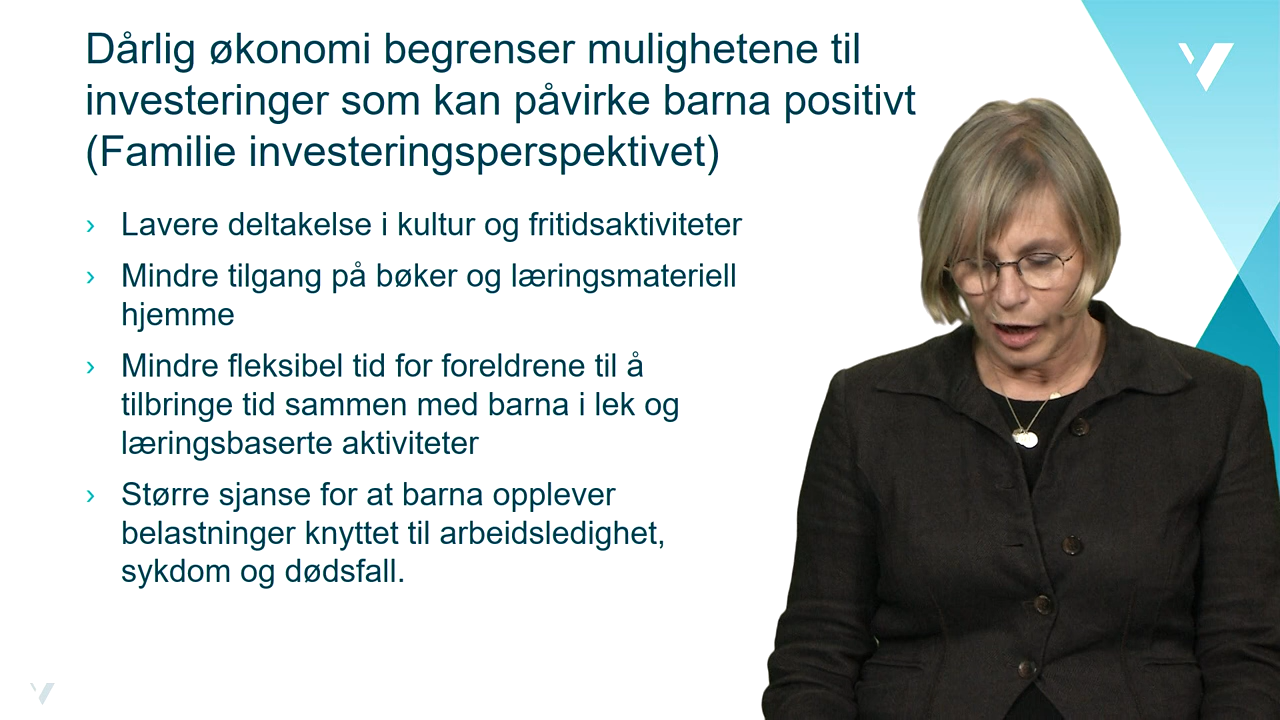 Dårlig økonomi begrenser mulighetene til
investeringer som kan påvirke barna positivt
(Familie investeringsperspektivet)
› Lavere deltakelse i kultur og fritidsaktiviteter
› Mindre tilgang på bøker og læringsmateriell
hjemme
› Mindre fleksibel tid for foreldrene til å
tilbringe tid sammen med barna i lek og
læringsbaserte aktiviteter
› Større sjanse for at barna opplever
belastninger knyttet til arbeidsledighet,
sykdom og dødsfall.